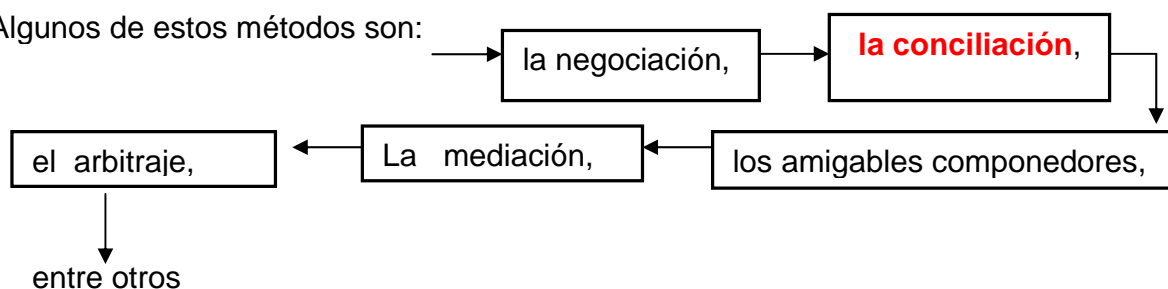 Algunos de estos métodos son:
la negociación,
la conciliación,
los amigables componedores,
La mediación,
el arbitraje,
entre otros